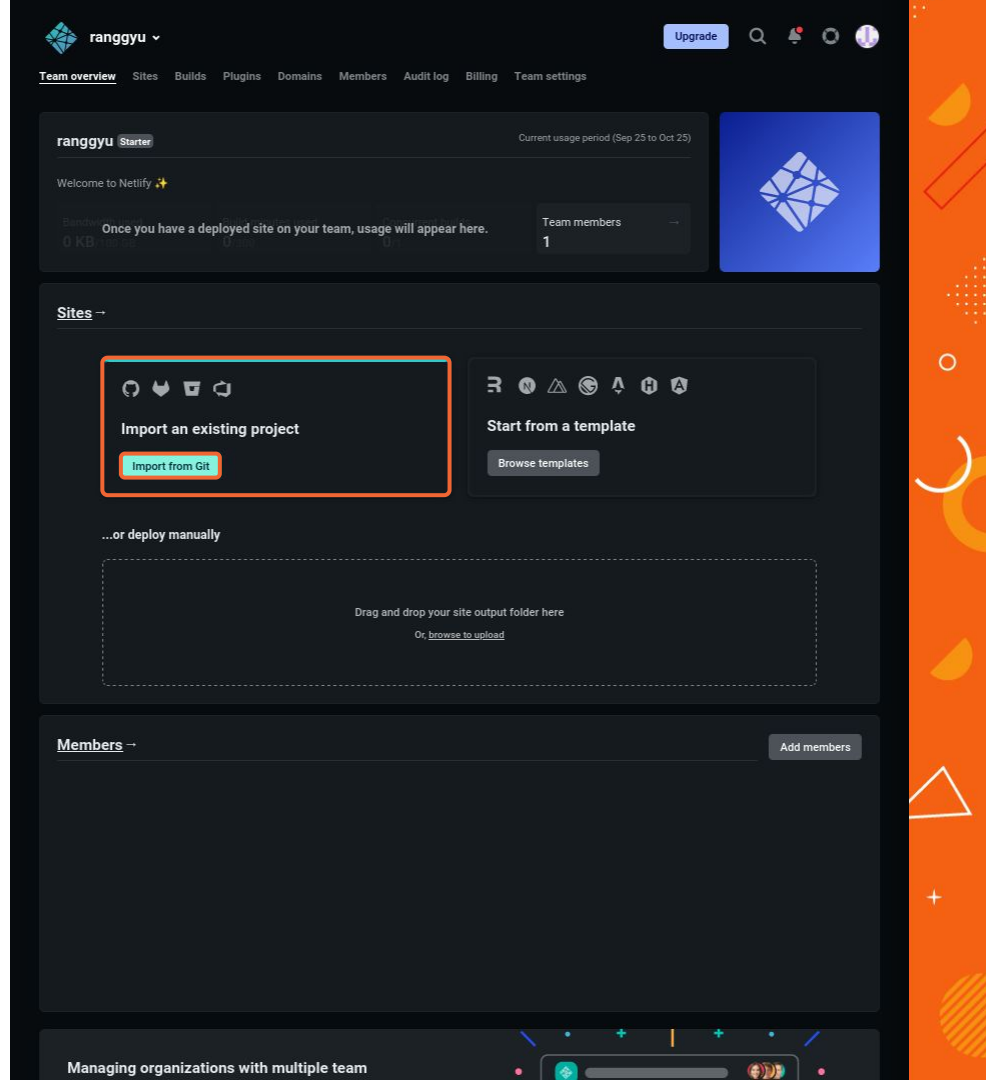 ranggyu
Upgrade
Team overview Sites Builds Plugins Domains Members Audit log Billing Team settings
ranggyu Starter
Current usage period (Sep 25 to Oct 25)
Welcome to Netlify ✨
Once you have a deployed site on your team, usage will appear here.
Team members →
0 KB
0
0
1
Sites →
N
Import an existing project
Start from a template
Import from Git
Browse templates
...or deploy manually
Drag and drop your site output folder here
Or, browse to upload
Members →
Add members
Managing organizations with multiple team